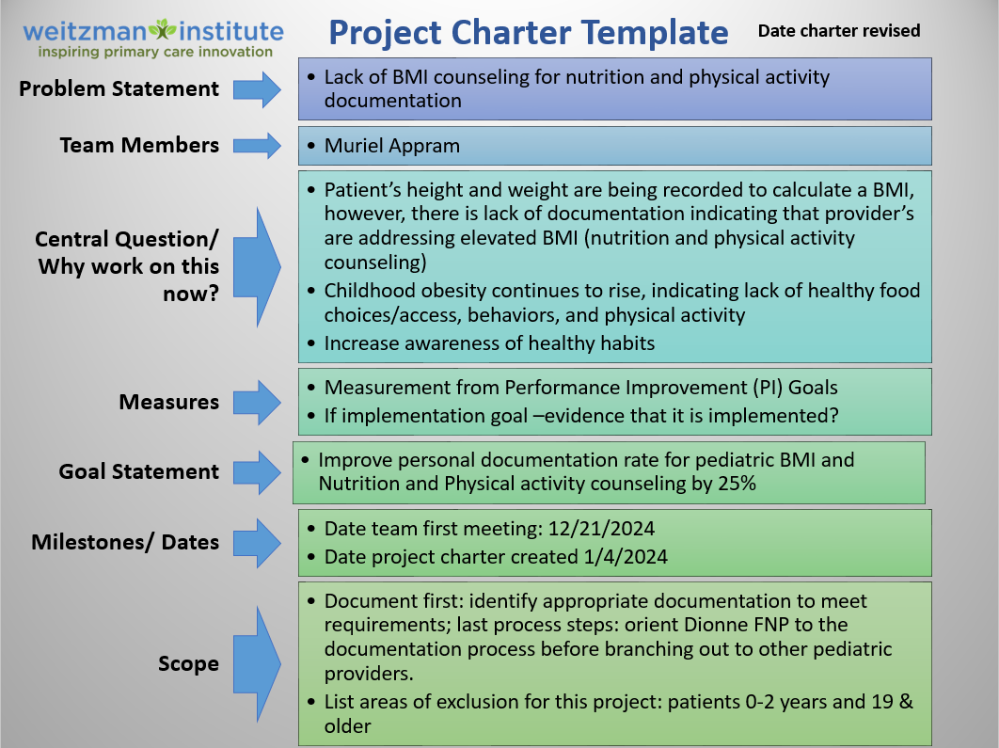 weitzman institute
inspiring primary care innovation
Project Charter Template
Date charter revised
Problem Statement
• Lack of BMI counseling for nutrition and physical activity
documentation
Team Members
• Muriel Appram
Central Question/
Why work on this
now?
• Patient’s height and weight are being recorded to calculate a BMI,
however, there is lack of documentation indicating that provider’s
are addressing elevated BMI (nutrition and physical activity
counseling)
• Childhood obesity continues to rise, indicating lack of healthy food
choices/access, behaviors, and physical activity
• Increase awareness of healthy habits
Measures
• Measurement from Performance Improvement (PI) Goals
• If implementation goal –evidence that it is implemented?
Goal Statement
• Improve personal documentation rate for pediatric BMI and
Nutrition and Physical activity counseling by 25%
Milestones/ Dates
• Date team first meeting: 12/21/2024
• Date project charter created 1/4/2024
Scope
• Document first: identify appropriate documentation to meet
requirements; last process steps: orient Dionne FNP to the
documentation process before branching out to other pediatric
providers.
• List areas of exclusion for this project: patients 0-2 years and 19 &
older